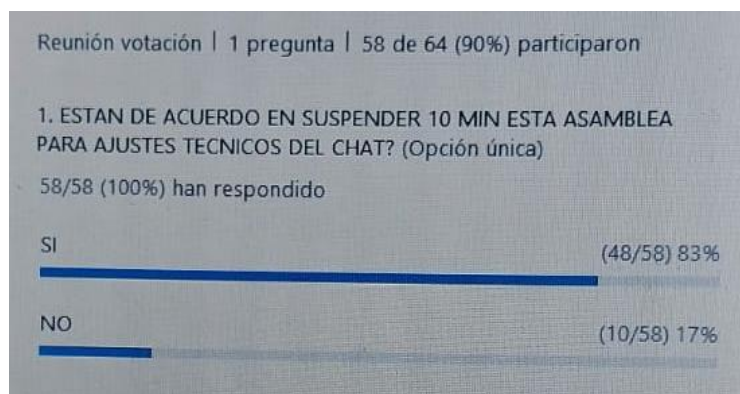 Reunión votación | 1 pregunta | 58 de 64 (90%) participaron
1. ESTAN DE ACUERDO EN SUSPENDER 10 MIN ESTA ASAMBLEA
PARA AJUSTES TECNICOS DEL CHAT? (Opción única)
58/58 (100%) han respondido
SI
(48/58) 83%
NO
(10/58) 17%